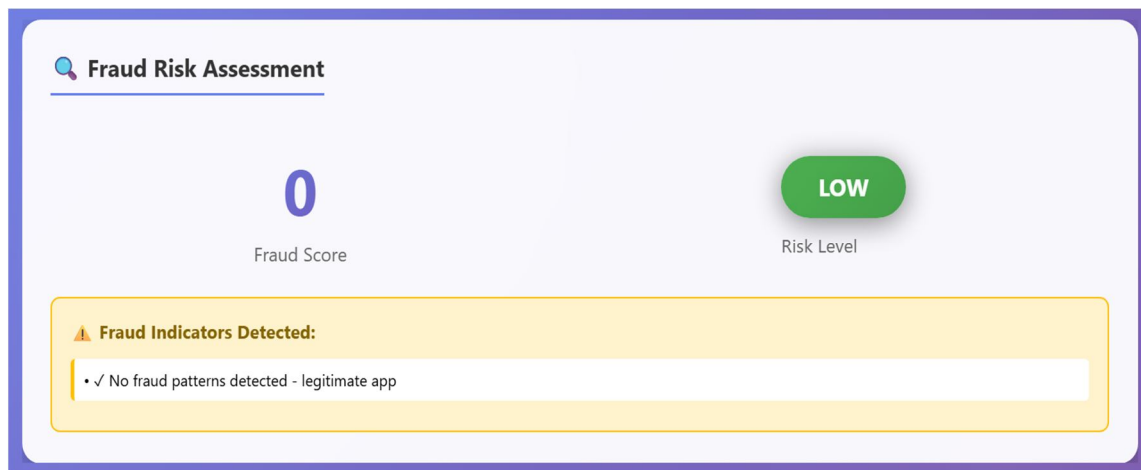 Fraud Risk Assessment
0
Fraud Score
LOW
Risk Level
Fraud Indicators Detected:
• ✓ No fraud patterns detected - legitimate app